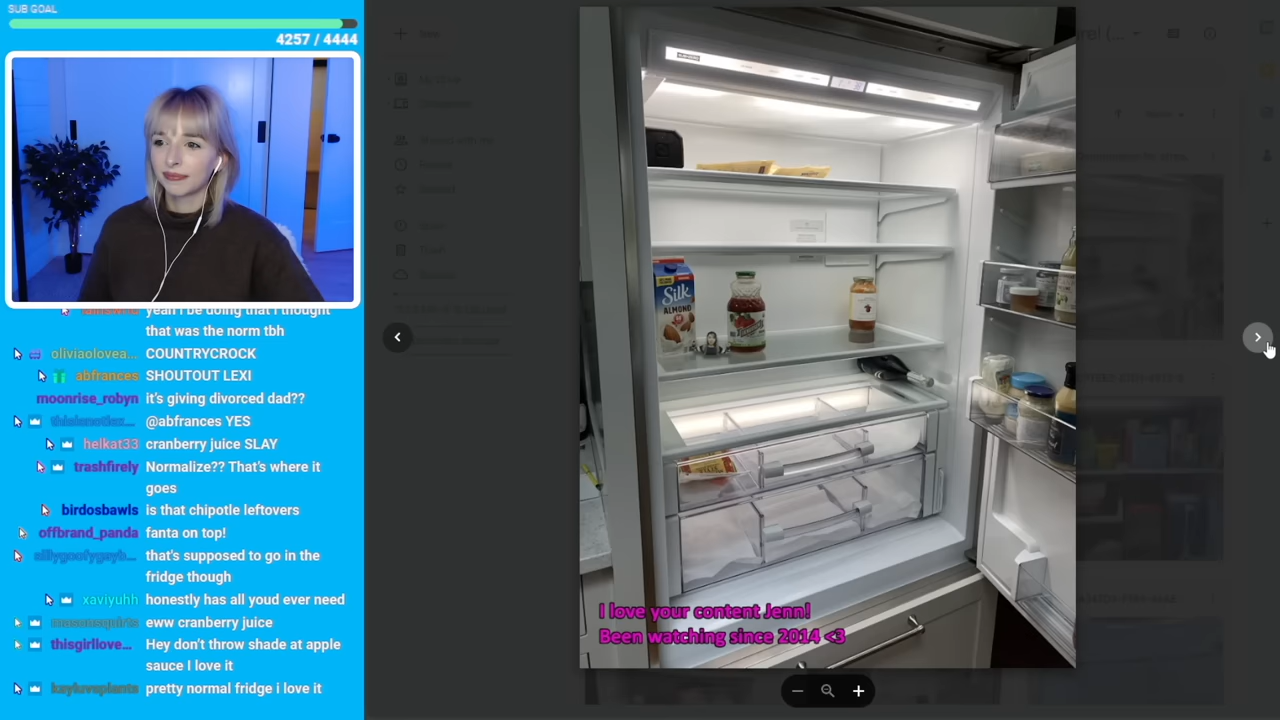 SUB GOAL
4257 / 4444
yeah i be doing that i thought
that was the norm tbh
oliviaolovea... COUNTRYCROCK
abfrances SHOUTOUT LEXI
moonrise_robyn it's giving divorced dad??
@abfrances YES
helkat33 cranberry juice SLAY
trashfirely Normalize?? That's where it
goes
birdosbawls is that chipotle leftovers
offbrand_panda fanta on top!
that's supposed to go in the
fridge though
xaviyuhh honestly has all youd ever need
eww cranberry juice
thisgirllove... Hey don't throw shade at apple
sauce I love it
kayluvsplants pretty normal fridge i love it
Silk
ALMOND
I love your content Jenn!
Been watching since 2014 <3